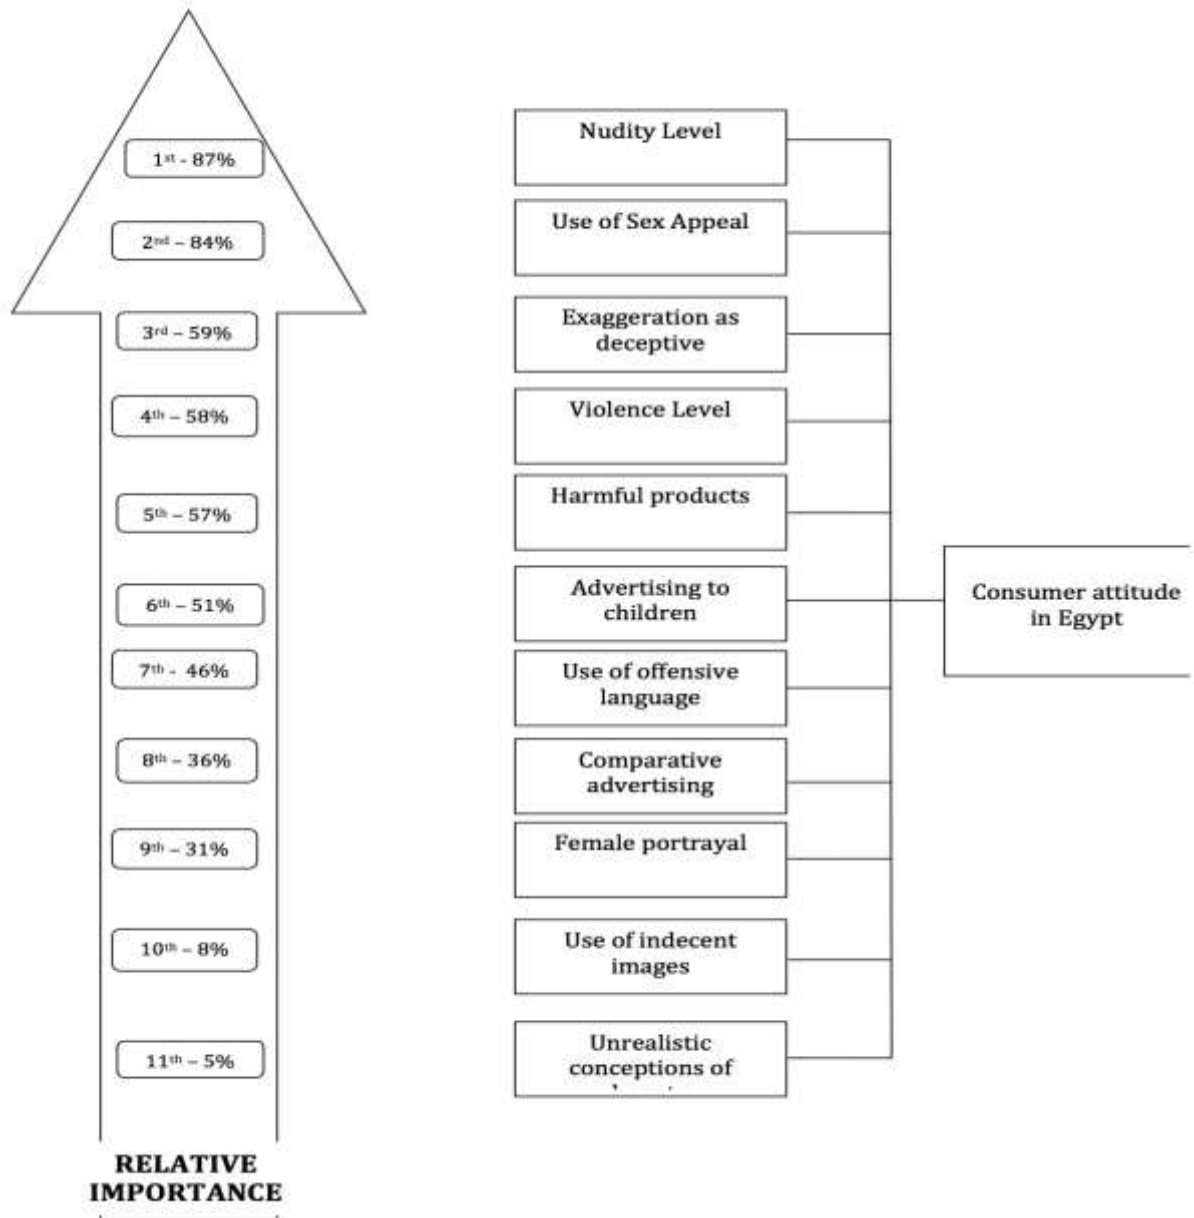 1st - 87%
Nudity Level
2nd – 84%
Use of Sex Appeal
3rd – 59%
Exaggeration as
deceptive
4th – 58%
Violence Level
5th – 57%
Harmful products
6th – 51%
Advertising to
children
7th - 46%
Use of offensive
language
8th – 36%
Comparative
advertising
9th – 31%
Female portrayal
10th – 8%
Use of indecent
images
11th – 5%
Unrealistic
conceptions of
Consumer attitude
in Egypt
RELATIVE
IMPORTANCE